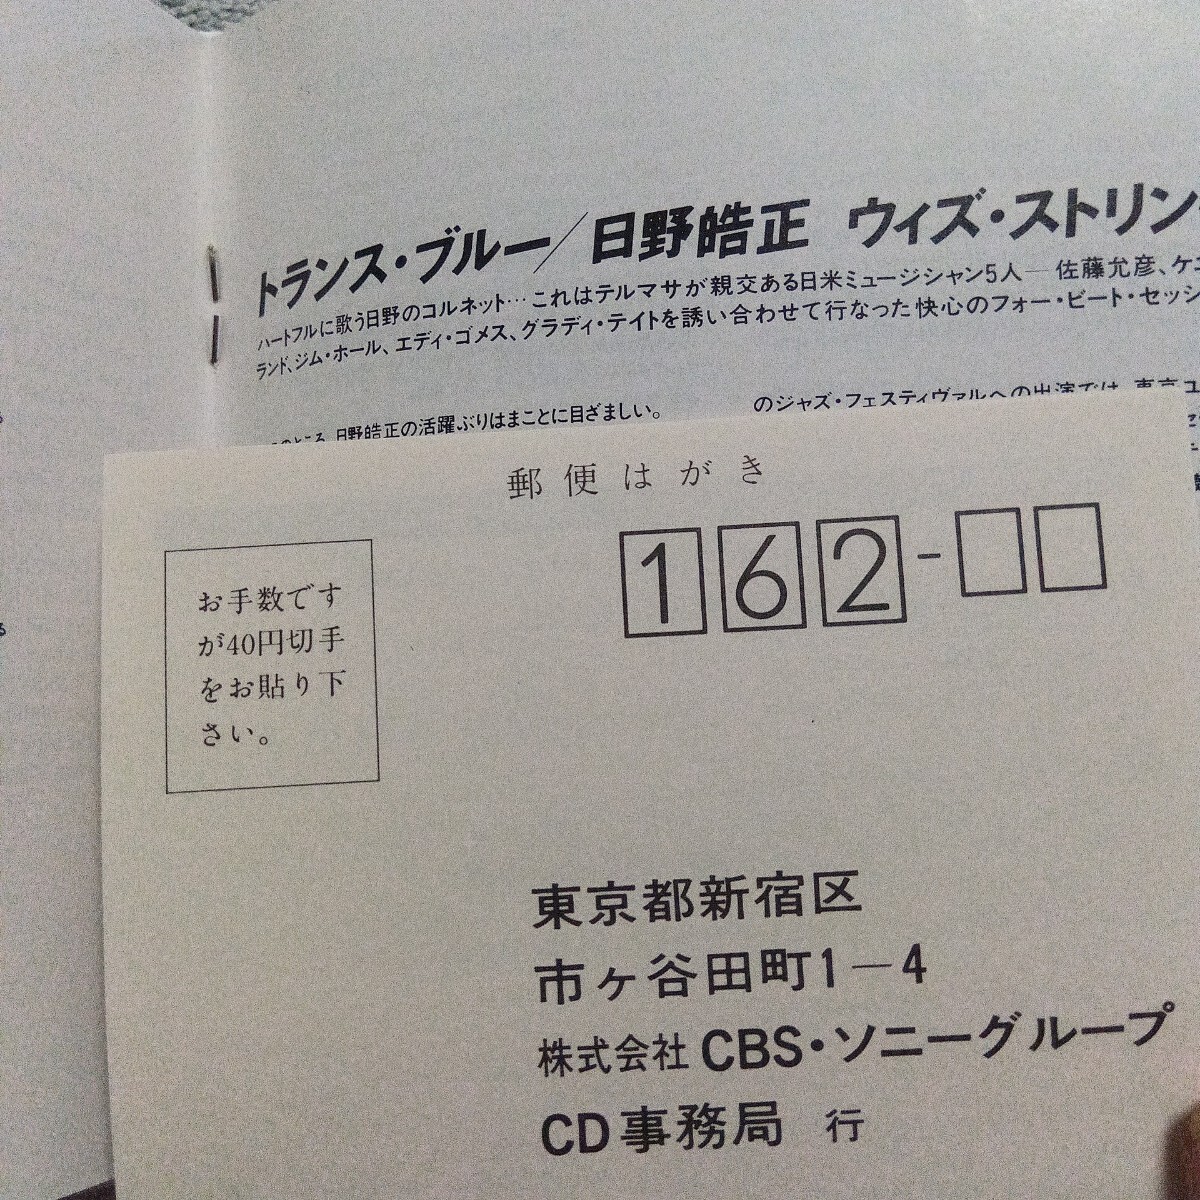 トランス・ブルー/日野皓正 ウィズ・ストリン
ハートフルに歌う日野のコルネット…これはテルマサが親交ある日米ミュージシャン5人―佐藤允彦、ケニ
ランド、ジム・ホール、エディ・ゴメス、グラディ・テイトを誘い合わせて行なった快心のフォー・ビート・セッシ
のところ、日野皓正の活躍ぶりはまことに目ざましい。
のジャズ・フェスティヴァルへの出演では、東京ユ
郵便はがき
162-
お手数です
が40円切手
をお貼り下
さい。
東京都新宿区
市ヶ谷田町1―4
株式会社 CBS・ソニーグループ
CD事務局 行